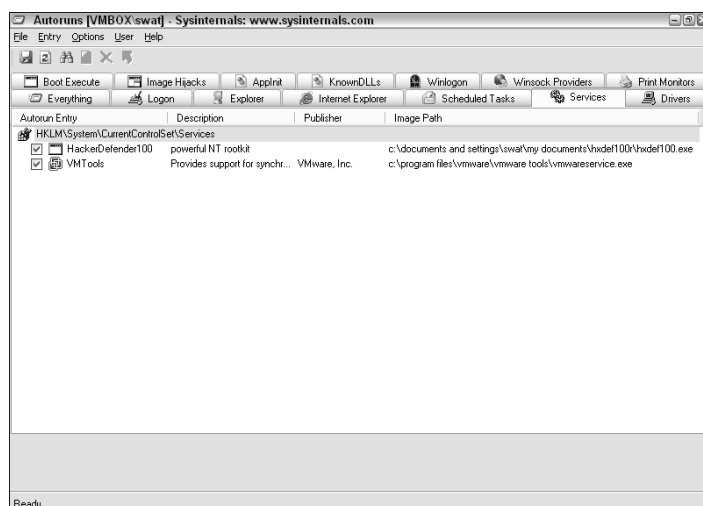 Autoruns [VMBOX\swat] - Sysinternals: www.sysinternals.com
File Entry Options User Help
Boot Execute Image Hijacks AppInit KnownDLLs Winlogon Winsock Providers Print Monitors
Everything Logon Explorer Internet Explorer Scheduled Tasks Services Drivers
Autorun Entry Description Publisher Image Path
HKLM\System\CurrentControlSet\Services
HackerDefender100 powerful NT rootkit c:\documents and settings\swat\my documents\hxdef100r\hxdef100.exe
VMTools Provides support for synchr... VMware, Inc. c:\program files\vmware\vmware tools\vmwareservice.exe
Ready